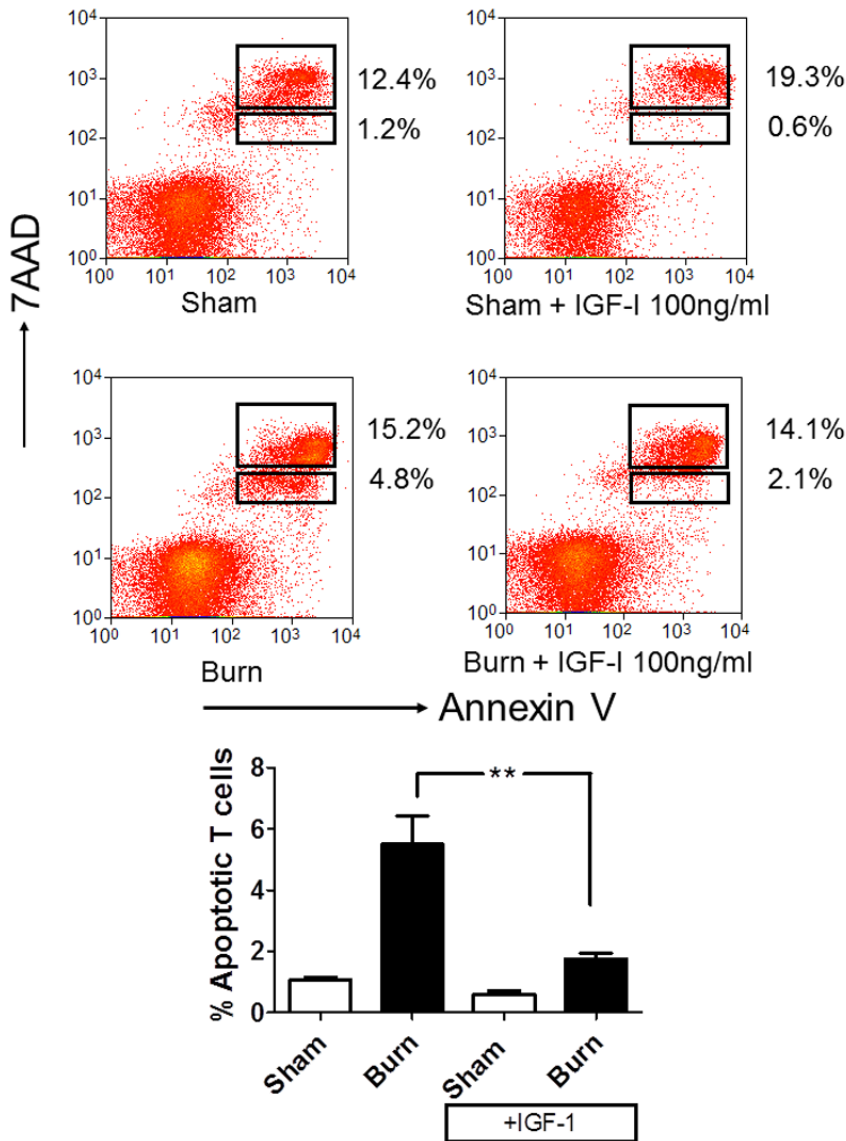 7AAD
10⁴
10³
10²
10¹
10⁰
12.4%
1.2%
10⁰ 10¹ 10² 10³ 10⁴
Sham
10⁴
10³
10²
10¹
10⁰
19.3%
0.6%
10⁰ 10¹ 10² 10³ 10⁴
Sham + IGF-I 100ng/ml
10⁴
10³
10²
10¹
10⁰
15.2%
4.8%
10⁰ 10¹ 10² 10³ 10⁴
Burn
10⁴
10³
10²
10¹
10⁰
14.1%
2.1%
10⁰ 10¹ 10² 10³ 10⁴
Burn + IGF-I 100ng/ml
Annexin V
% Apoptotic T cells
8
6
4
2
0
**
Sham Burn Sham Burn
+IGF-1